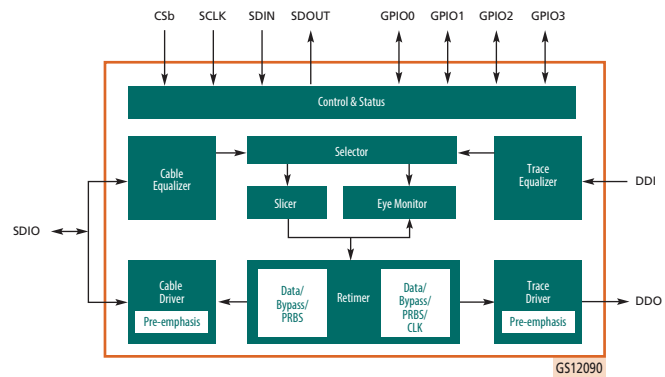 CSb SCLK SDIN SDOUT GPIO0 GPIO1 GPIO2 GPIO3
Control & Status
Cable
Equalizer
Selector
Trace
Equalizer
DDI
Slicer
Eye Monitor
SDIO
Cable
Driver
Pre-emphasis
Data/
Bypass/
PRBS
Retimer
Data/
Bypass/
PRBS/
CLK
Trace
Driver
Pre-emphasis
DDO
GS12090